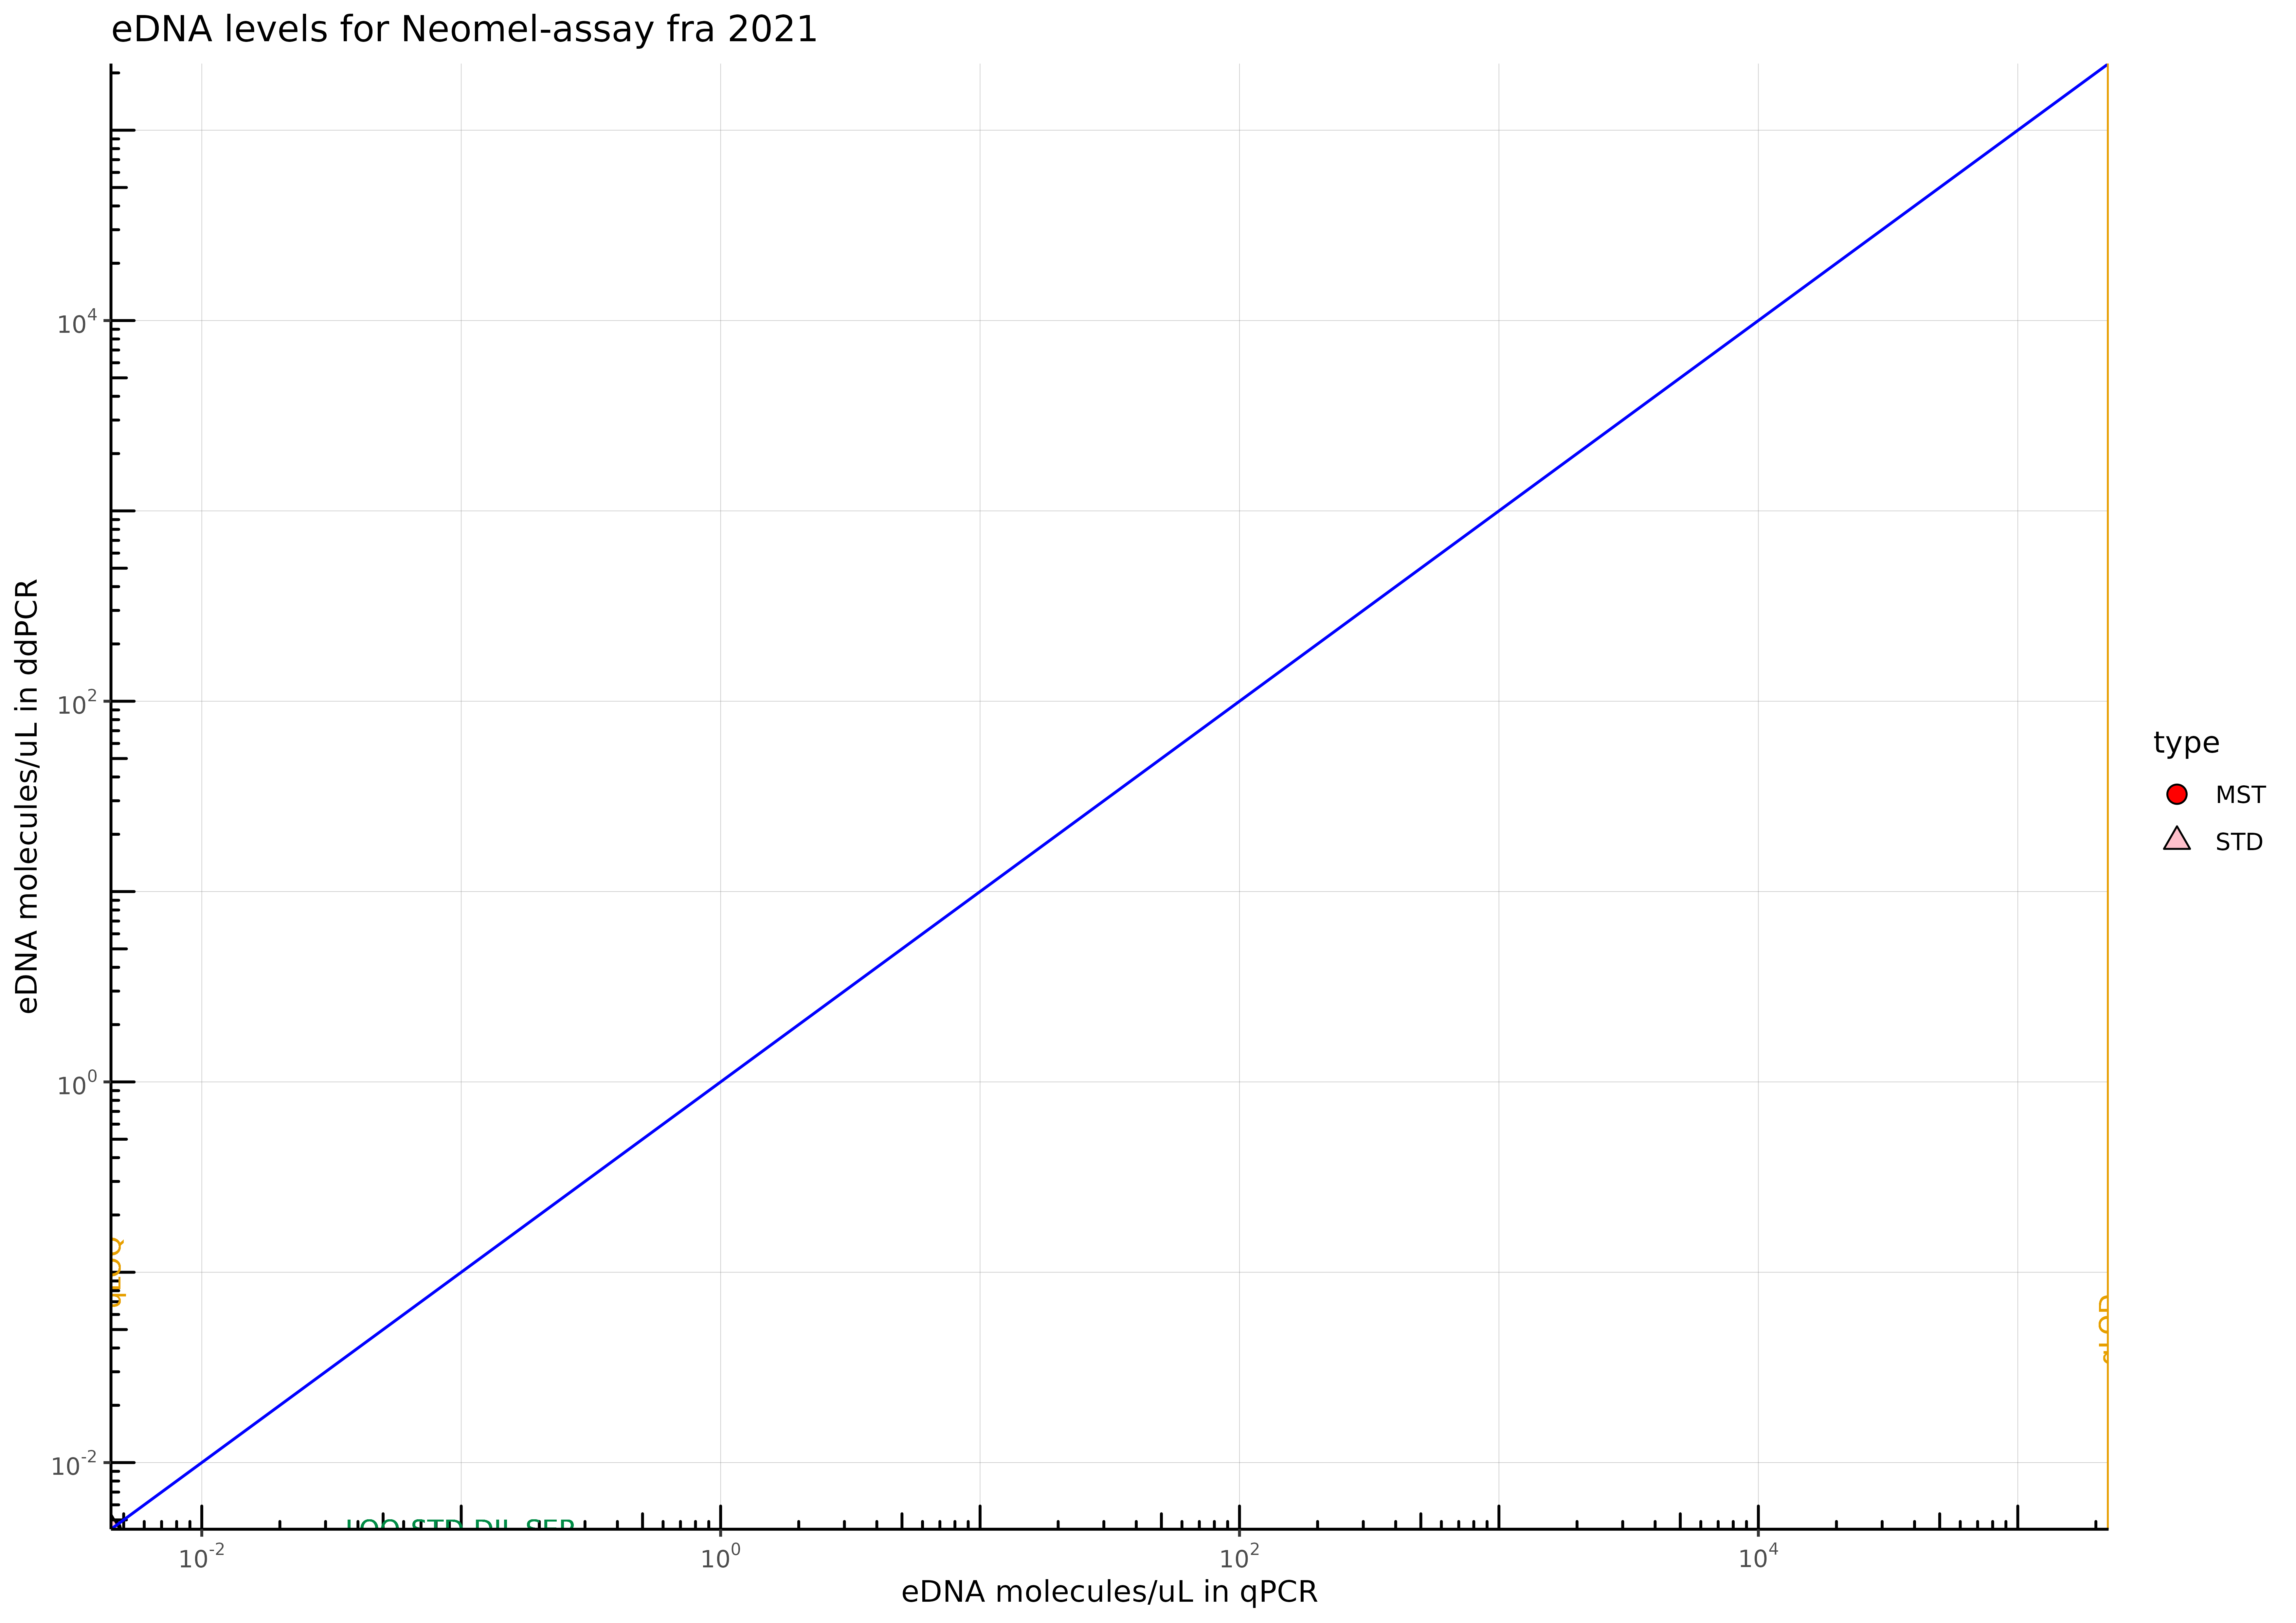 eDNA levels for Neomel-assay fra 2021
eDNA molecules/uL in ddPCR
10^4
10^2
10^0
10^-2
qLOD
type
MST
STD
10^-2
10^0
10^2
10^4
eDNA molecules/uL in qPCR